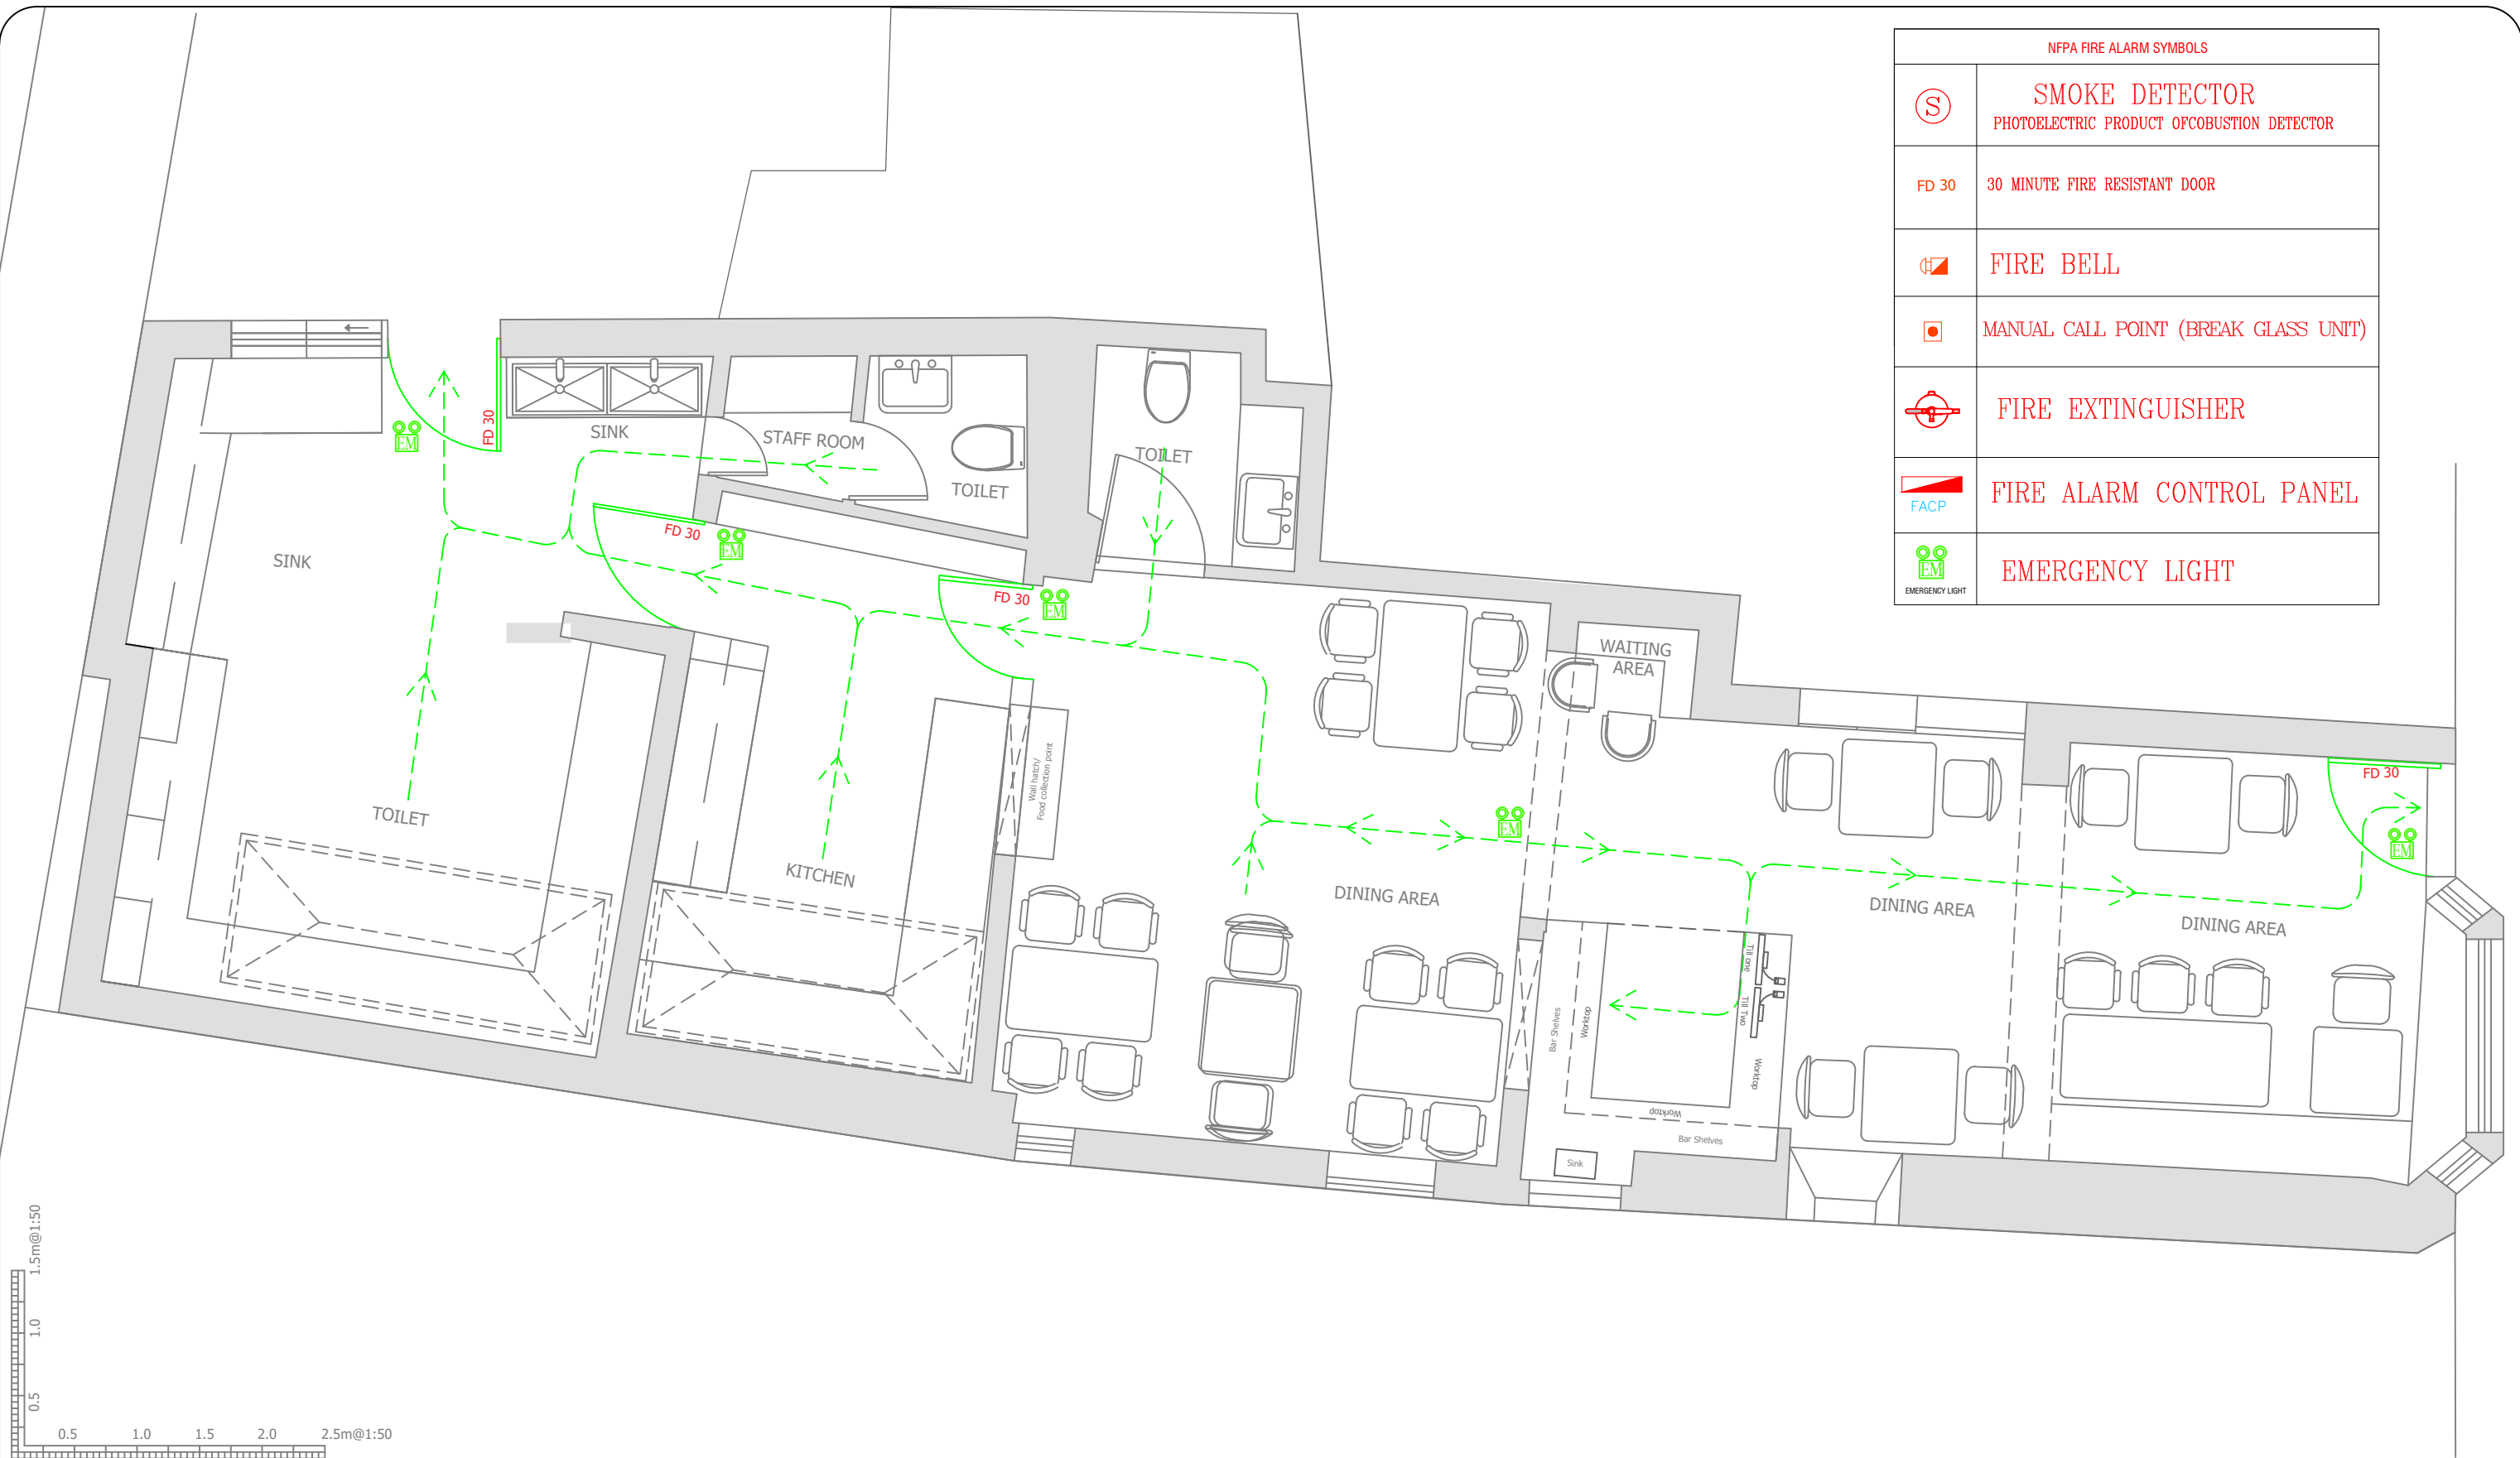 NFPA FIRE ALARM SYMBOLS
S
SMOKE DETECTOR
PHOTOELECTRIC PRODUCT OFCOBUSTION DETECTOR
FD 30
30 MINUTE FIRE RESISTANT DOOR
FIRE BELL
MANUAL CALL POINT (BREAK GLASS UNIT)
FIRE EXTINGUISHER
FACP
FIRE ALARM CONTROL PANEL
EM
EMERGENCY LIGHT
EMERGENCY LIGHT
EM
FD 30
SINK
STAFF ROOM
TOILET
TOILET
SINK
FD 30
EM
FD 30
EM
WAITING
AREA
TOILET
KITCHEN
Wall hatch/
Food collection point
DINING AREA
EM
DINING AREA
DINING AREA
FD 30
EM
Till one
Till Two
Bar Shelves
Worktop
Worktop
Worktop
Bar Shelves
Sink
1.5m@1:50
1.0
0.5
0.5
1.0
1.5
2.0
2.5m@1:50